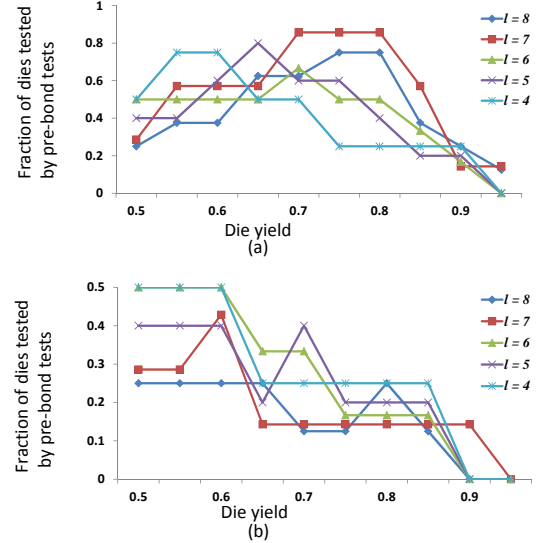 Fraction of dies tested
by pre-bond tests
1
0.8
0.6
0.4
0.2
0
0.5 0.6 0.7 0.8 0.9
Die yield
(a)
l = 8
l = 7
l = 6
l = 5
l = 4
Fraction of dies tested
by pre-bond tests
0.5
0.4
0.3
0.2
0.1
0
0.5 0.6 0.7 0.8 0.9
Die yield
(b)
l = 8
l = 7
l = 6
l = 5
l = 4